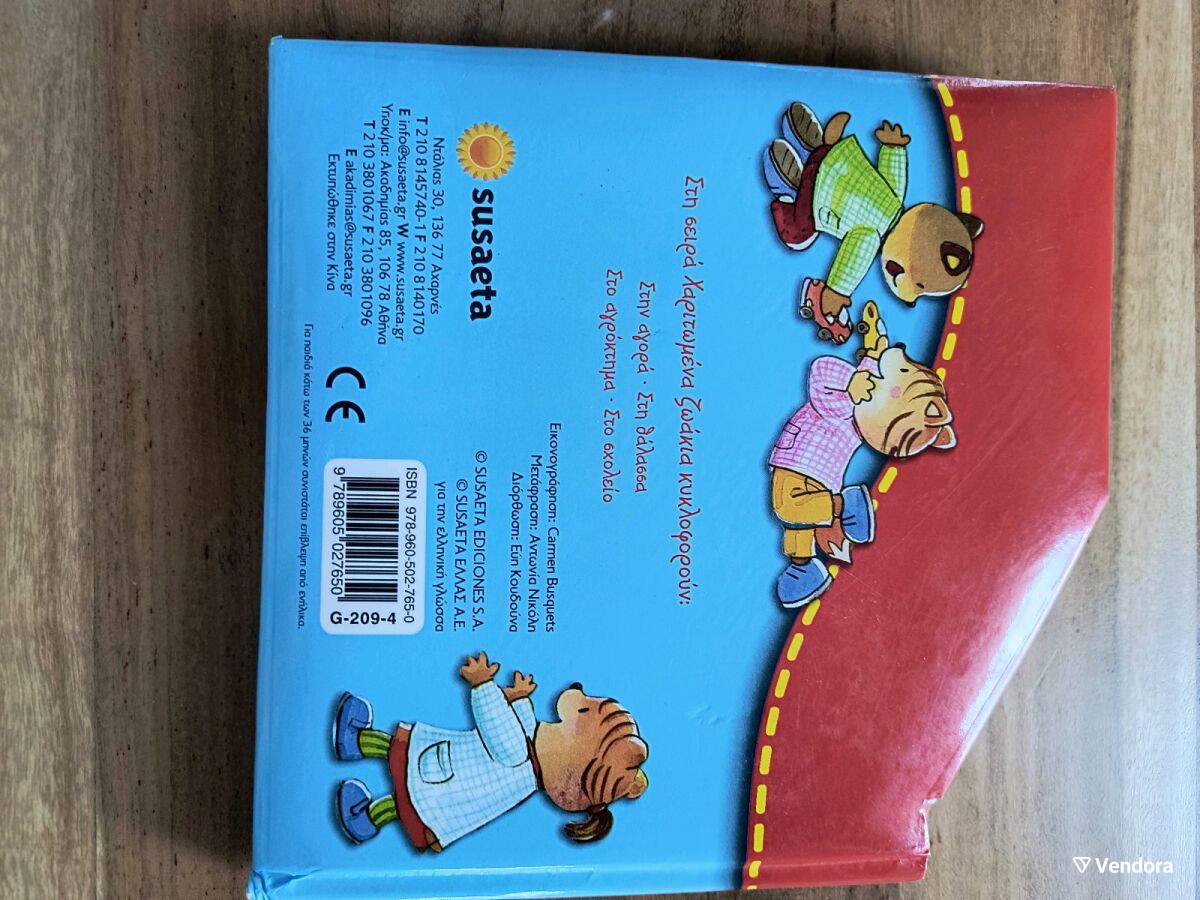 Στη σειρά Χαριτωμένα ζωάκια κυκλοφορούν:
Στην αγορά · Στη θάλασσα
Στο αγρόκτημα · Στο σχολείο
susaeta
Ντάλιας 30, 136 77 Αχαρνές
T 210 8145740-1 F 210 8140170
E info@susaeta.gr W www.susaeta.gr
Υποκ/μα: Ακαδημίας 85, 106 78 Αθήνα
T 210 3801067 F 210 3801096
E akadimias@susaeta.gr
Εκτυπώθηκε στην Κίνα
CE
Για παιδιά κάτω των 36 μηνών συνιστάται επίβλεψη από ενήλικα.
Εικονογράφηση: Carmen Busquets
Μετάφραση: Αντωνία Νικόλη
Διόρθωση: Εύη Κουδούνα
© SUSAETA EDICIONES S.A.
© SUSAETA ΕΛΛΑΣ Α.Ε.
για την ελληνική γλώσσα
ISBN 978-960-502-765-0
9 789605 027650
G-209-4
Vendora